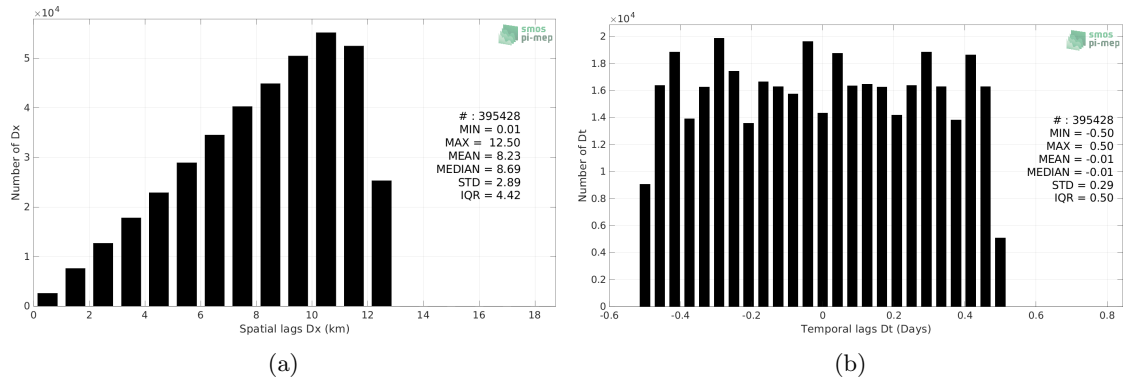 ×10⁴
smos
pi-mep
5
4
3
2
1
0
Number of Dx
# : 395428
MIN = 0.01
MAX = 12.50
MEAN = 8.23
MEDIAN = 8.69
STD = 2.89
IQR = 4.42
0 2 4 6 8 10 12 14 16 18
Spatial lags Dx (km)
(a)
×10⁴
smos
pi-mep
2
1.8
1.6
1.4
1.2
1
0.8
0.6
0.4
0.2
0
Number of Dt
# : 395428
MIN = -0.50
MAX = 0.50
MEAN = -0.01
MEDIAN = -0.01
STD = 0.29
IQR = 0.50
-0.6 -0.4 -0.2 0 0.2 0.4 0.6 0.8
Temporal lags Dt (Days)
(b)